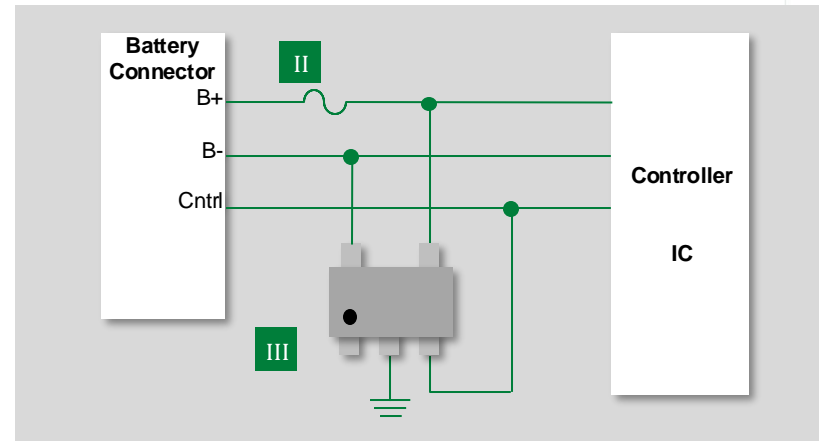 Battery
Connector
II
B+
B-
Cntrl
Controller
IC
III